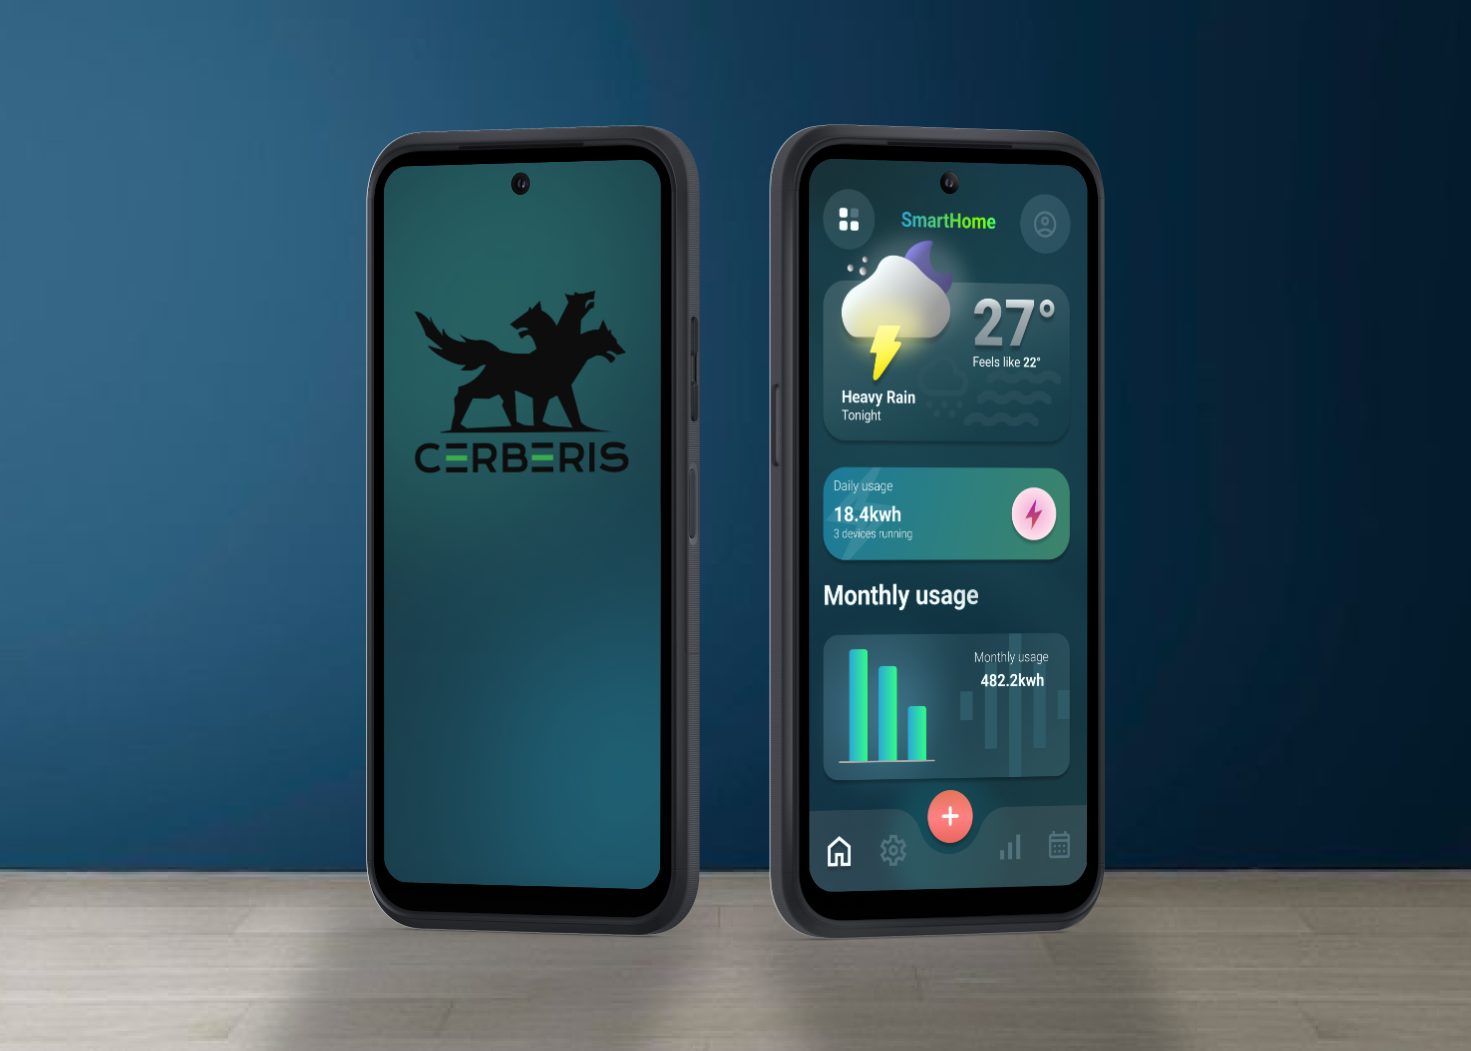 CERBERIS
SmartHome
27°
Feels like 22°
Heavy Rain
Tonight
Daily usage
18.4kwh
3 devices running
Monthly usage
Monthly usage
482.2kwh